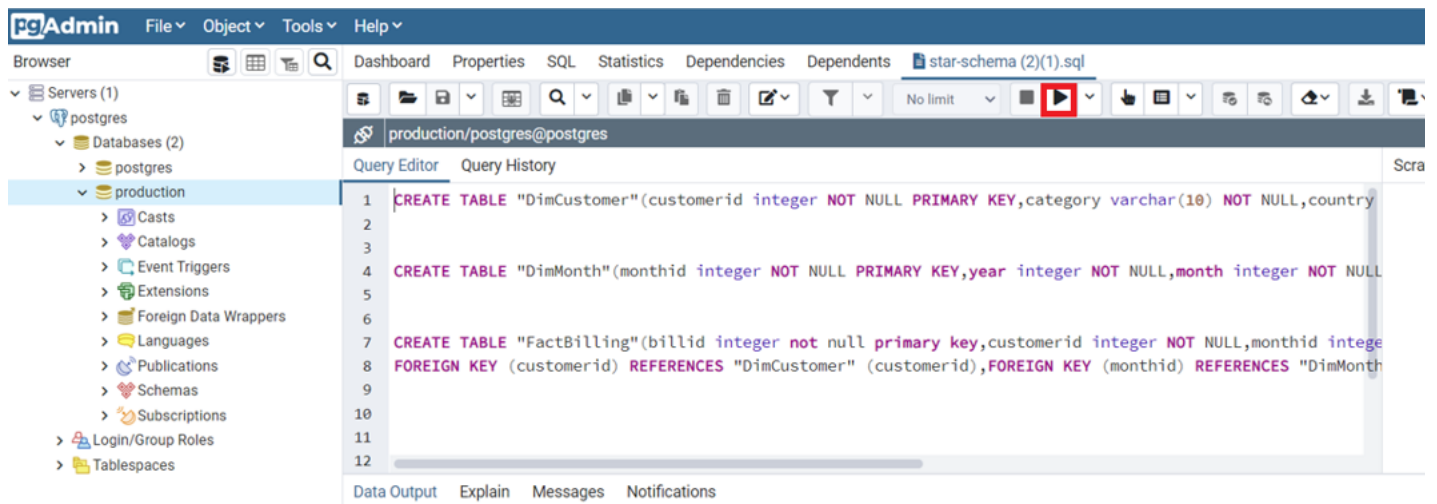 pgAdmin File Object Tools Help
Browser Dashboard Properties SQL Statistics Dependencies Dependents star-schema (2)(1).sql
Servers (1) No limit
postgres
production/postgres@postgres
Databases (2)
postgres Query Editor Query History
production
1 CREATE TABLE "DimCustomer"(customerid integer NOT NULL PRIMARY KEY,category varchar(10) NOT NULL,country
Casts
2
Catalogs
3
Event Triggers
4 CREATE TABLE "DimMonth"(monthid integer NOT NULL PRIMARY KEY,year integer NOT NULL,month integer NOT NULL
Extensions
5
Foreign Data Wrappers
6
Languages
7 CREATE TABLE "FactBilling"(billid integer not null primary key,customerid integer NOT NULL,monthid intege
Publications
8 FOREIGN KEY (customerid) REFERENCES "DimCustomer" (customerid),FOREIGN KEY (monthid) REFERENCES "DimMonth
Schemas
9
Subscriptions
10
Login/Group Roles
11
Tablespaces
12
Data Output Explain Messages Notifications